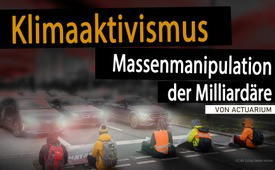 Klimaaktivismus
Massenmanipulation
der Milliardäre
VON ACTUARIUM